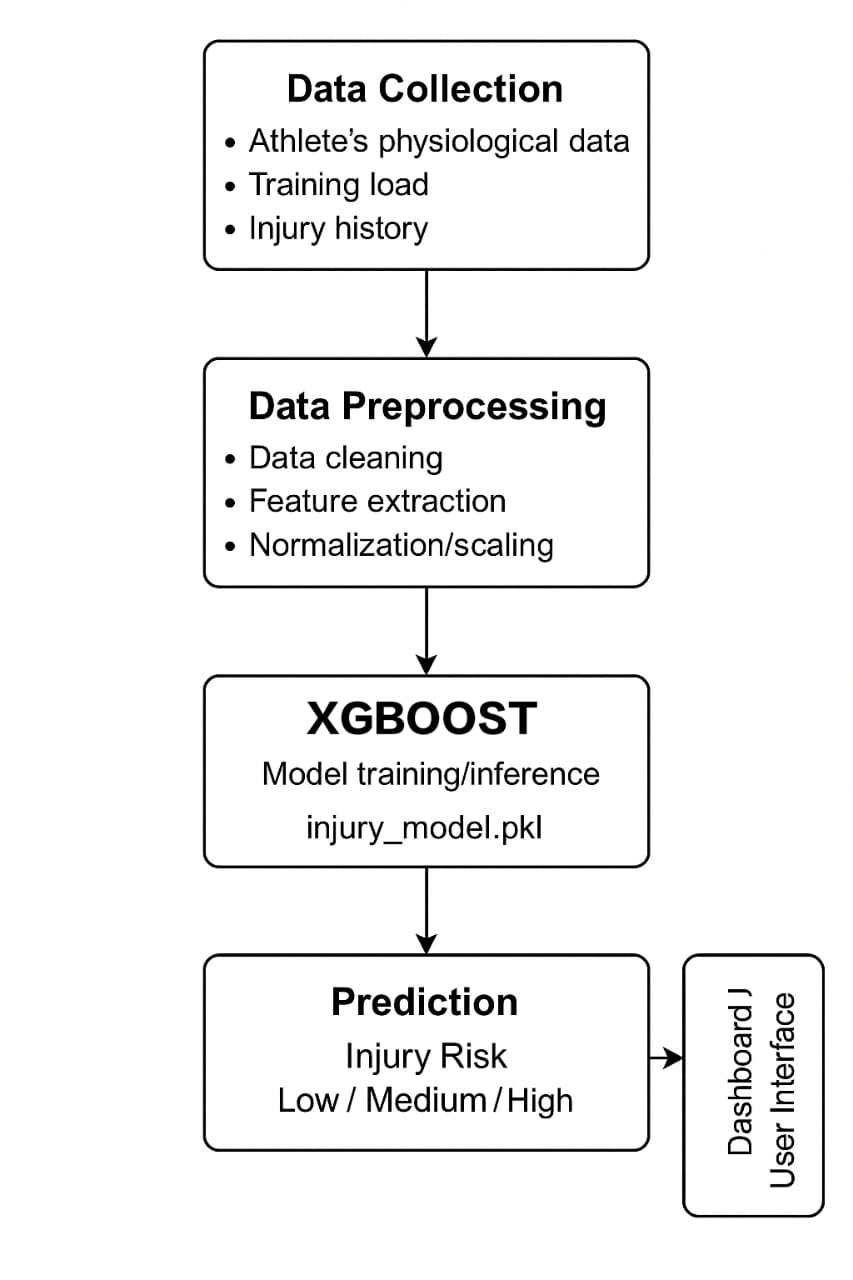 Data Collection
• Athlete’s physiological data
• Training load
• Injury history
Data Preprocessing
• Data cleaning
• Feature extraction
• Normalization/scaling
XGBOOST
Model training/inference
injury_model.pkl
Prediction
Injury Risk
Low / Medium / High
Dashboard J
User Interface